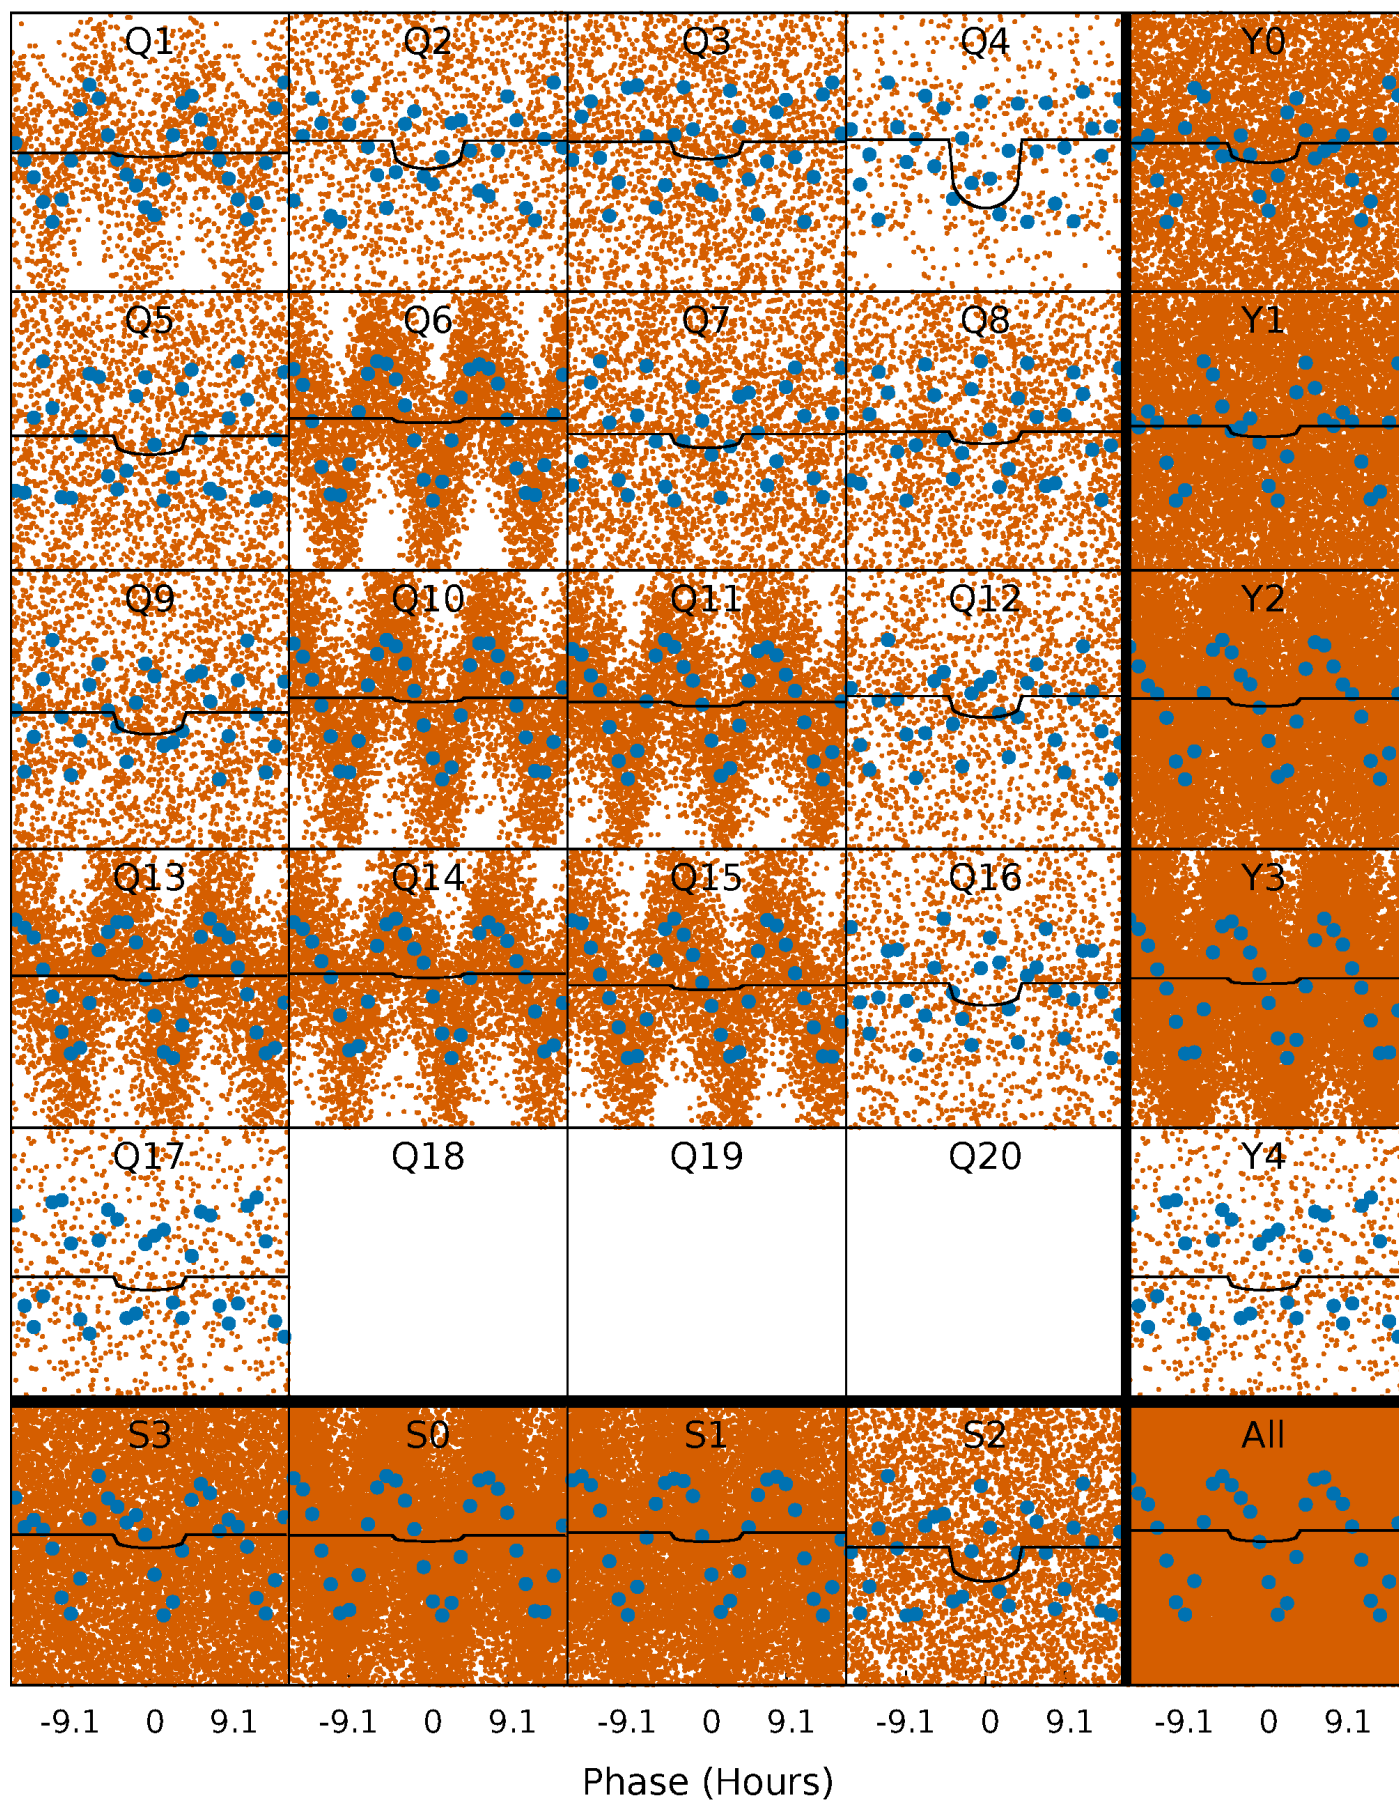 Q1 Q2 Q3 Q4 Y0
Q5 Q6 Q7 Q8 Y1
Q9 Q10 Q11 Q12 Y2
Q13 Q14 Q15 Q16 Y3
Q17 Q18 Q19 Q20 Y4
S3 S0 S1 S2 All
-9.1 0 9.1 -9.1 0 9.1 -9.1 0 9.1 -9.1 0 9.1 -9.1 0 9.1
Phase (Hours)